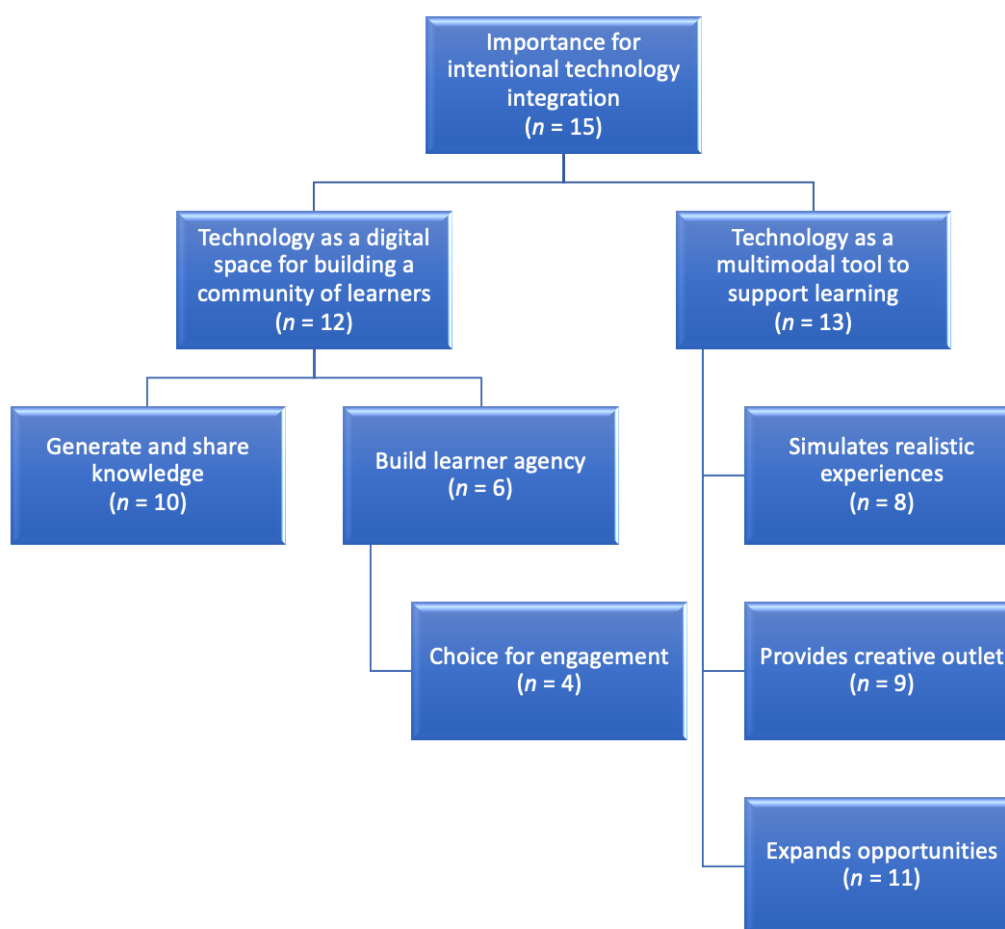 Importance for
intentional technology
integration
(n = 15)
Technology as a digital
space for building a
community of learners
(n = 12)
Technology as a
multimodal tool to
support learning
(n = 13)
Generate and share
knowledge
(n = 10)
Build learner agency
(n = 6)
Simulates realistic
experiences
(n = 8)
Choice for engagement
(n = 4)
Provides creative outlet
(n = 9)
Expands opportunities
(n = 11)